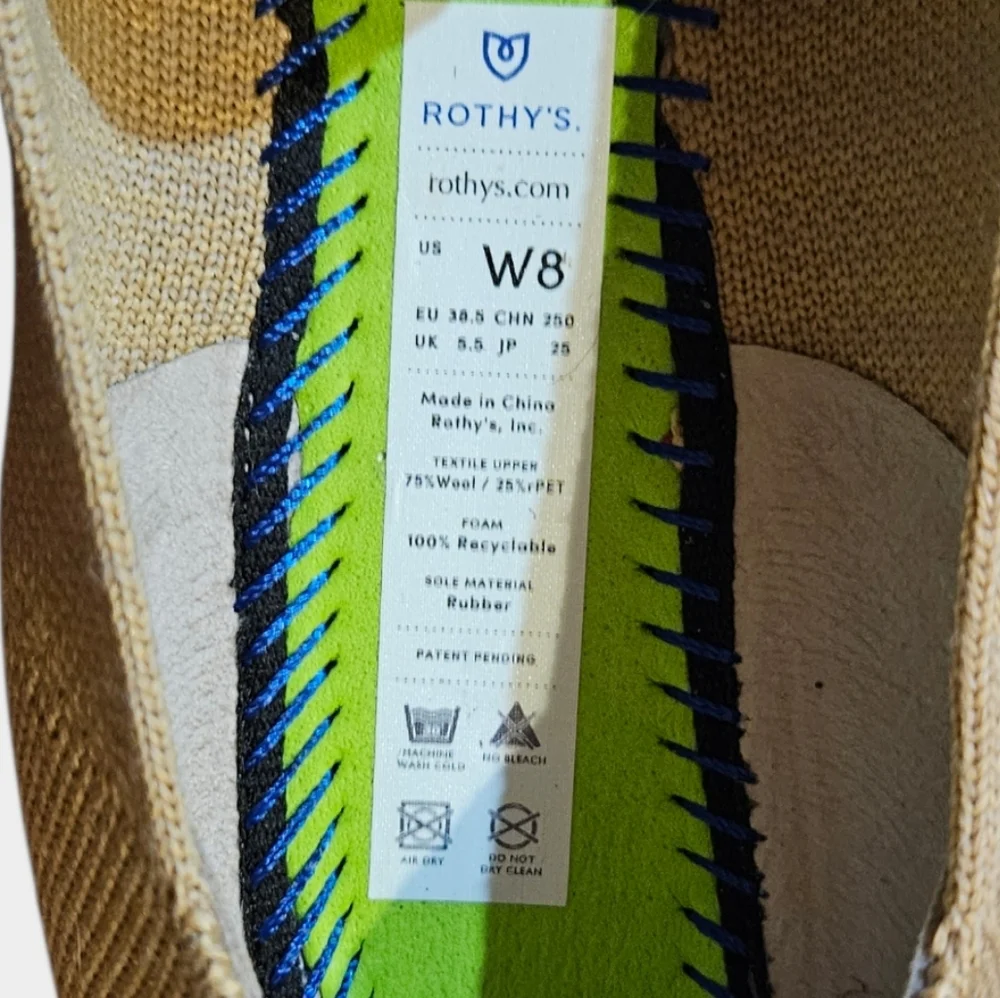 ROTHY'S.
rothys.com
US W8
EU 38.5 CHN 250
UK 5.5 JP 25
Made in China
Rothy's, Inc.
TEXTILE UPPER
75%Wool / 25%rPET
FOAM
100% Recyclable
SOLE MATERIAL
Rubber
PATENT PENDING
MACHINE NO BLEACH
WASH COLD
AIR DRY DO NOT
DRY CLEAN